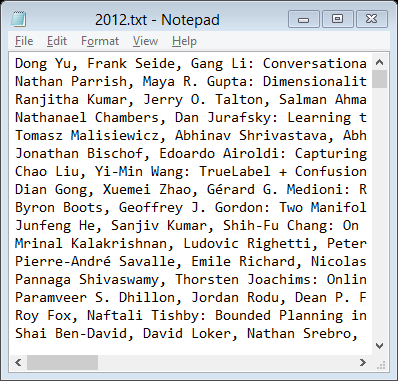 2012.txt - Notepad
File Edit Format View Help
Dong Yu, Frank Seide, Gang Li: Conversationa
Nathan Parrish, Maya R. Gupta: Dimensionalit
Ranjitha Kumar, Jerry O. Talton, Salman Ahma
Nathanael Chambers, Dan Jurafsky: Learning t
Tomasz Malisiewicz, Abhinav Shrivastava, Abh
Jonathan Bischof, Edoardo Airoldi: Capturing
Chao Liu, Yi-Min Wang: TrueLabel + Confusion
Dian Gong, Xuemei Zhao, Gérard G. Medioni: R
Byron Boots, Geoffrey J. Gordon: Two Manifol
Junfeng He, Sanjiv Kumar, Shih-Fu Chang: On
Mrinal Kalakrishnan, Ludovic Righetti, Peter
Pierre-André Savalle, Emile Richard, Nicolas
Pannaga Shivaswamy, Thorsten Joachims: Onlin
Paramveer S. Dhillon, Jordan Rodu, Dean P. F
Roy Fox, Naftali Tishby: Bounded Planning in
Shai Ben-David, David Loker, Nathan Srebro,